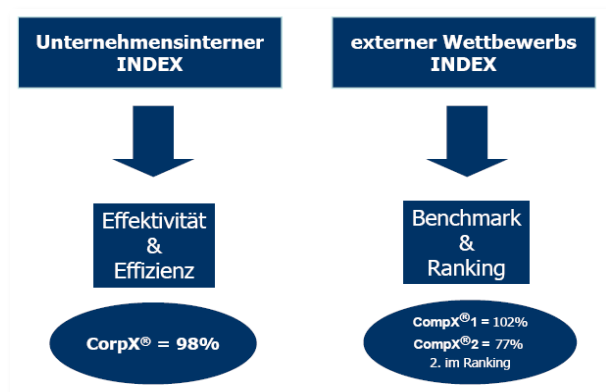 Unternehmensinterner
INDEX
Effektivität
&
Effizienz
CorpX® = 98%
externer Wettbewerbs
INDEX
Benchmark
&
Ranking
CompX®1 = 102%
CompX®2 = 77%
2. im Ranking